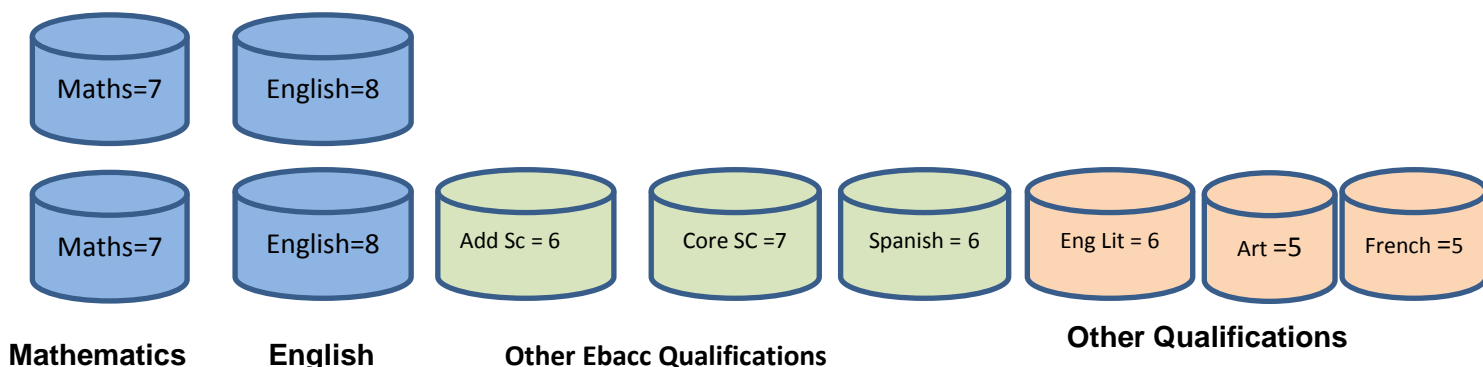 Maths=7 English=8
Maths=7 English=8 Add Sc = 6 Core SC =7 Spanish = 6 Eng Lit = 6 Art =5 French =5
Mathematics English Other Ebacc Qualifications Other Qualifications